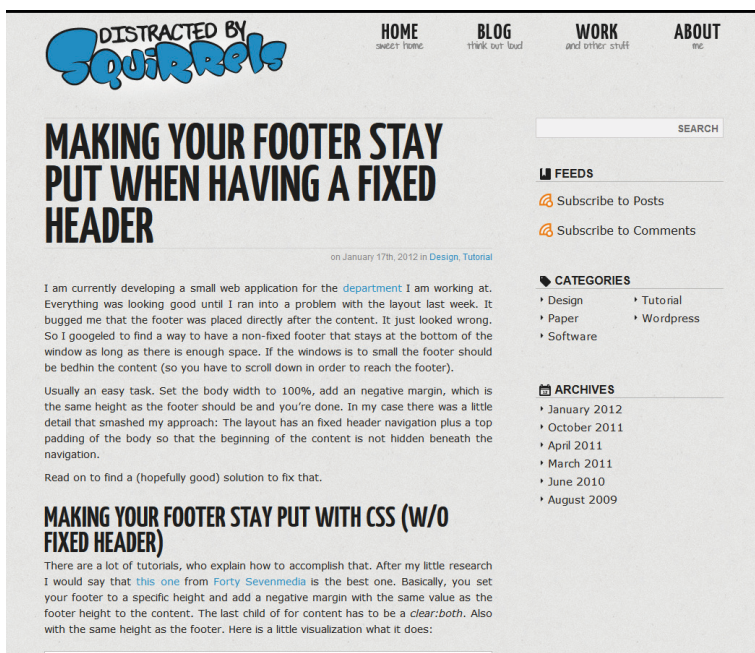 DISTRACTED BY
SQUIRRELS
HOME
sweet home
BLOG
think out loud
WORK
and other stuff
ABOUT
me
MAKING YOUR FOOTER STAY
PUT WHEN HAVING A FIXED
HEADER
on January 17th, 2012 in Design, Tutorial
I am currently developing a small web application for the department I am working at.
Everything was looking good until I ran into a problem with the layout last week. It
bugged me that the footer was placed directly after the content. It just looked wrong.
So I googeled to find a way to have a non-fixed footer that stays at the bottom of the
window as long as there is enough space. If the windows is to small the footer should
be bedhin the content (so you have to scroll down in order to reach the footer).
Usually an easy task. Set the body width to 100%, add an negative margin, which is
the same height as the footer should be and you're done. In my case there was a little
detail that smashed my approach: The layout has an fixed header navigation plus a top
padding of the body so that the beginning of the content is not hidden beneath the
navigation.
Read on to find a (hopefully good) solution to fix that.
MAKING YOUR FOOTER STAY PUT WITH CSS (W/O
FIXED HEADER)
There are a lot of tutorials, who explain how to accomplish that. After my little research
I would say that this one from Forty Sevenmedia is the best one. Basically, you set
your footer to a specific height and add a negative margin with the same value as the
footer height to the content. The last child of for content has to be a clear:both. Also
with the same height as the footer. Here is a little visualization what it does:
SEARCH
FEEDS
Subscribe to Posts
Subscribe to Comments
CATEGORIES
Design
Tutorial
Paper
Wordpress
Software
ARCHIVES
January 2012
October 2011
April 2011
March 2011
June 2010
August 2009